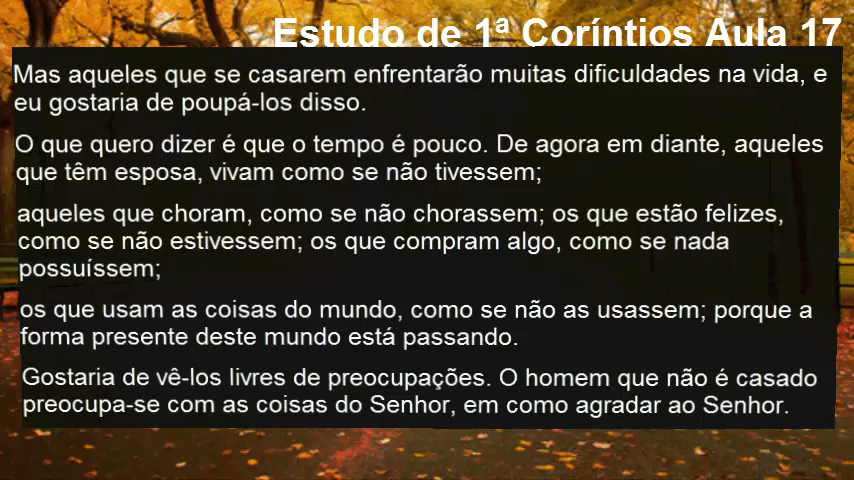 Estudo de 1ª Coríntios Aula 17
Mas aqueles que se casarem enfrentarão muitas dificuldades na vida, e
eu gostaria de poupá-los disso.
O que quero dizer é que o tempo é pouco. De agora em diante, aqueles
que têm esposa, vivam como se não tivessem;
aqueles que choram, como se não chorassem; os que estão felizes,
como se não estivessem; os que compram algo, como se nada
possuíssem;
os que usam as coisas do mundo, como se não as usassem; porque a
forma presente deste mundo está passando.
Gostaria de vê-los livres de preocupações. O homem que não é casado
preocupa-se com as coisas do Senhor, em como agradar ao Senhor.